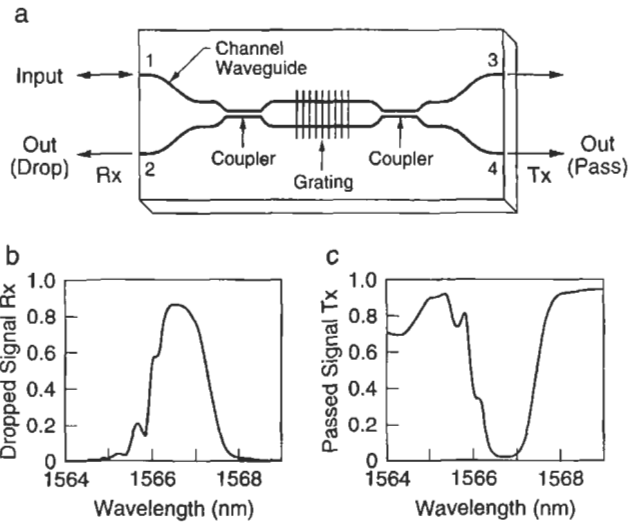 a
1
Channel
Waveguide
3
Input
Out
(Drop)
Rx
2
Coupler
Grating
Coupler
4
Tx
Out
(Pass)
b
Dropped Signal Rx
1.0
0.8
0.6
0.4
0.2
0
1564
1566
1568
Wavelength (nm)
c
Passed Signal Tx
1.0
0.8
0.6
0.4
0.2
0
1564
1566
1568
Wavelength (nm)